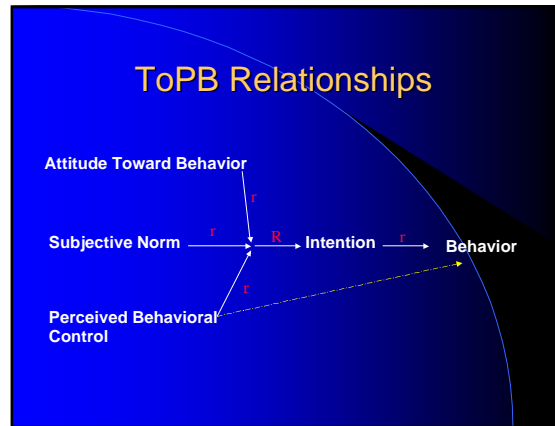 ToPB Relationships
Attitude Toward Behavior
r
Subjective Norm
r
R
Intention
r
Behavior
r
Perceived Behavioral
Control